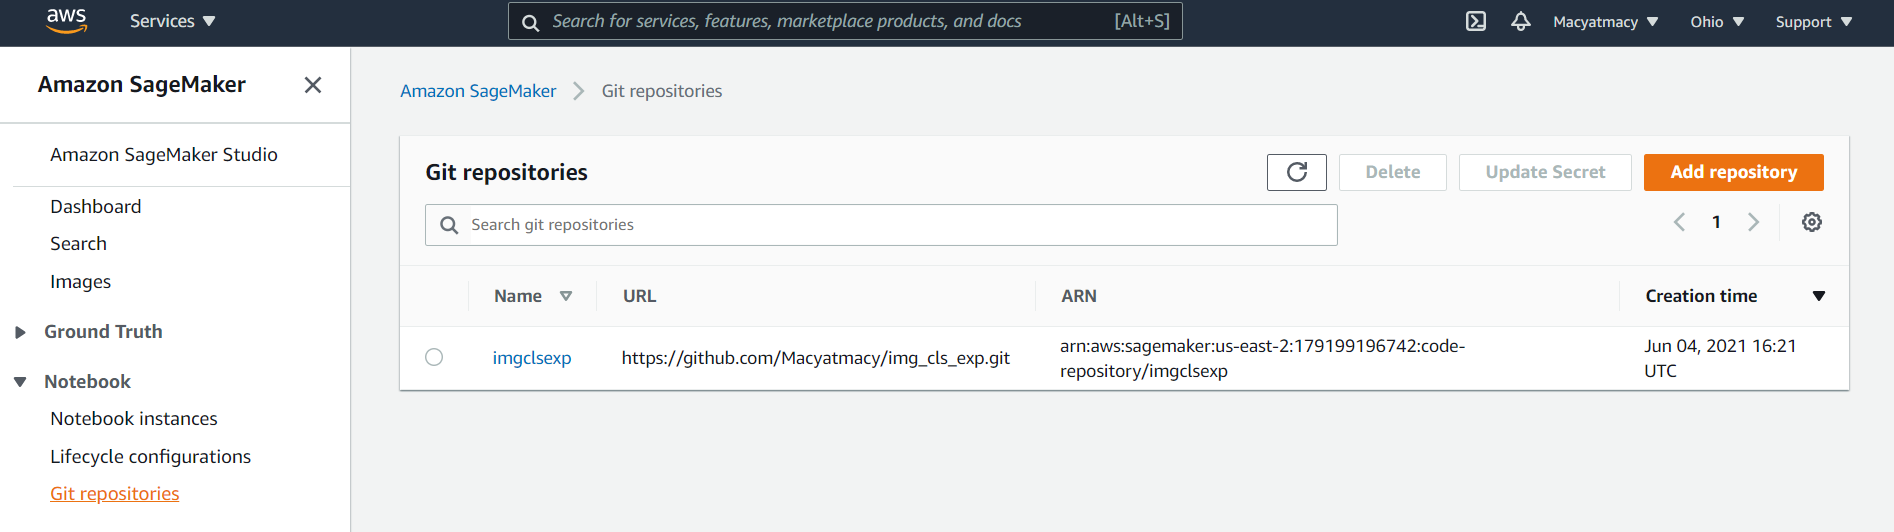 aws Services Search for services, features, marketplace products, and docs [Alt+S] Macyatmacy Ohio Support
Amazon SageMaker
Amazon SageMaker Studio
Dashboard
Search
Images
Ground Truth
Notebook
Notebook instances
Lifecycle configurations
Git repositories
Amazon SageMaker Git repositories
Git repositories Delete Update Secret Add repository
Search git repositories 1
Name URL ARN Creation time
imgclsexp https://github.com/Macyatmacy/img_cls_exp.git arn:aws:sagemaker:us-east-2:179199196742:code-
repository/imgclsexp
Jun 04, 2021 16:21
UTC